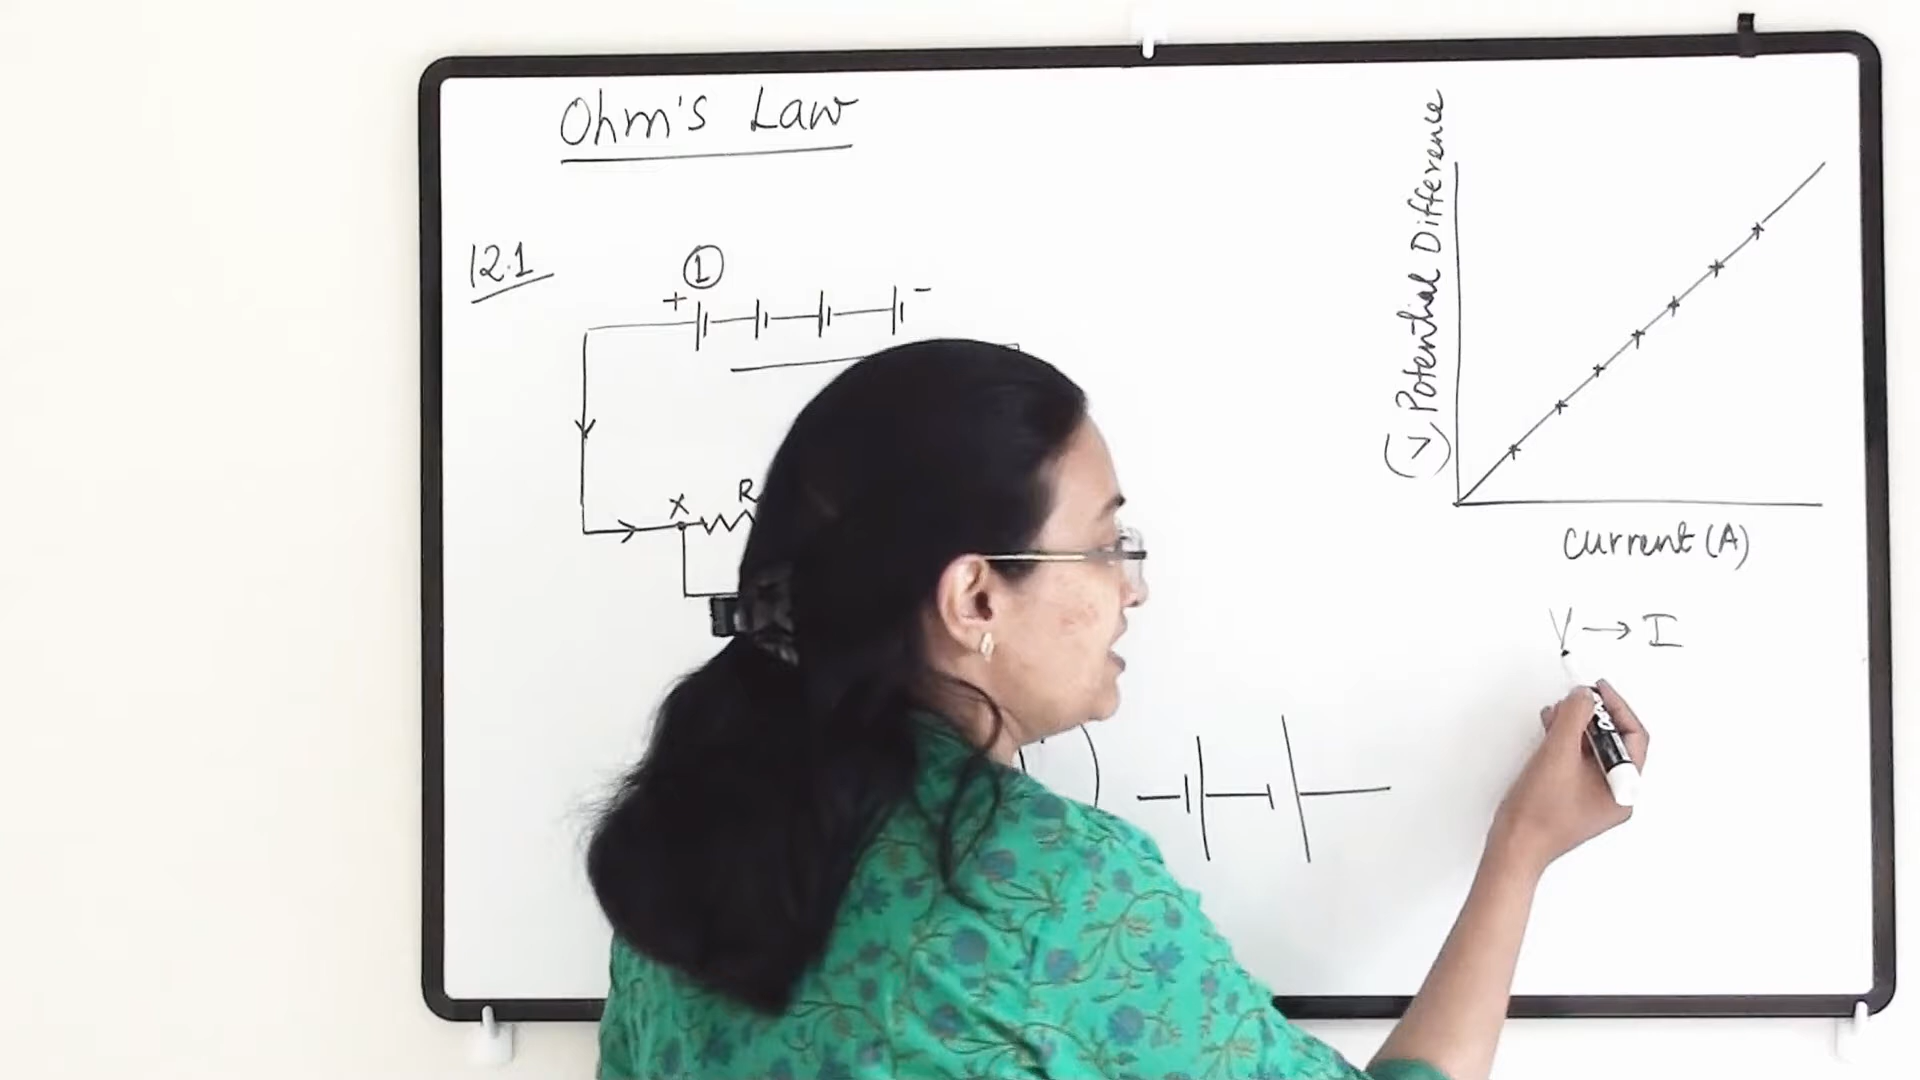 Ohm's Law
12.1
1
+ -
X R
(V) Potential Difference
Current (A)
V → I